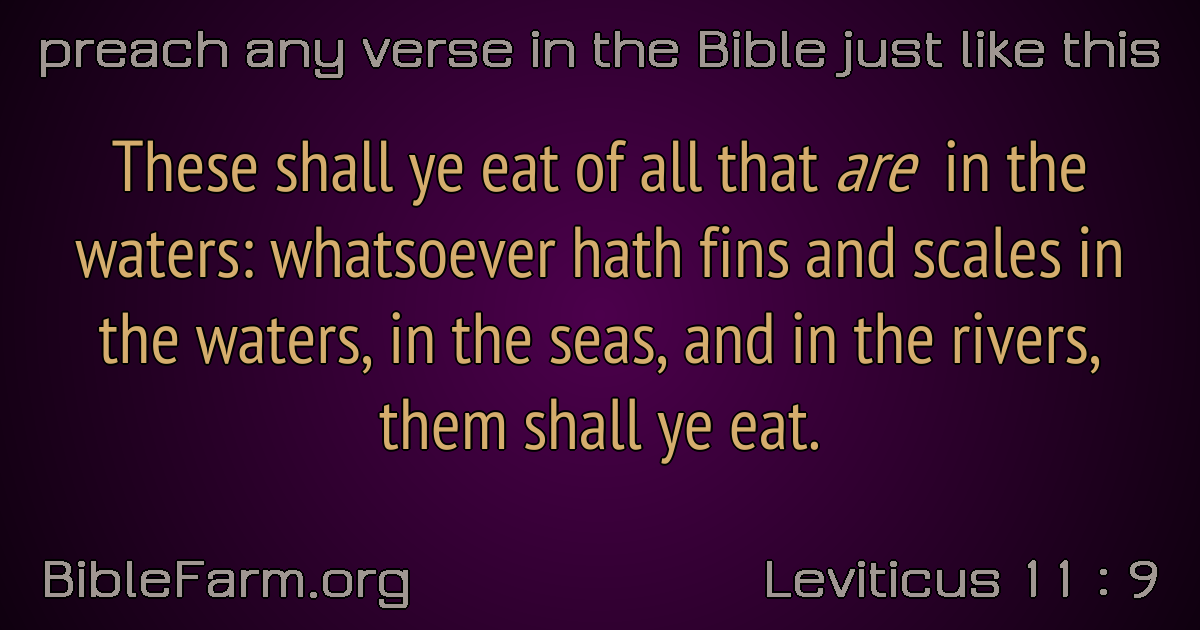 preach any verse in the Bible just like this
These shall ye eat of all that are in the
waters: whatsoever hath fins and scales in
the waters, in the seas, and in the rivers,
them shall ye eat.
BibleFarm.org
Leviticus 11 : 9